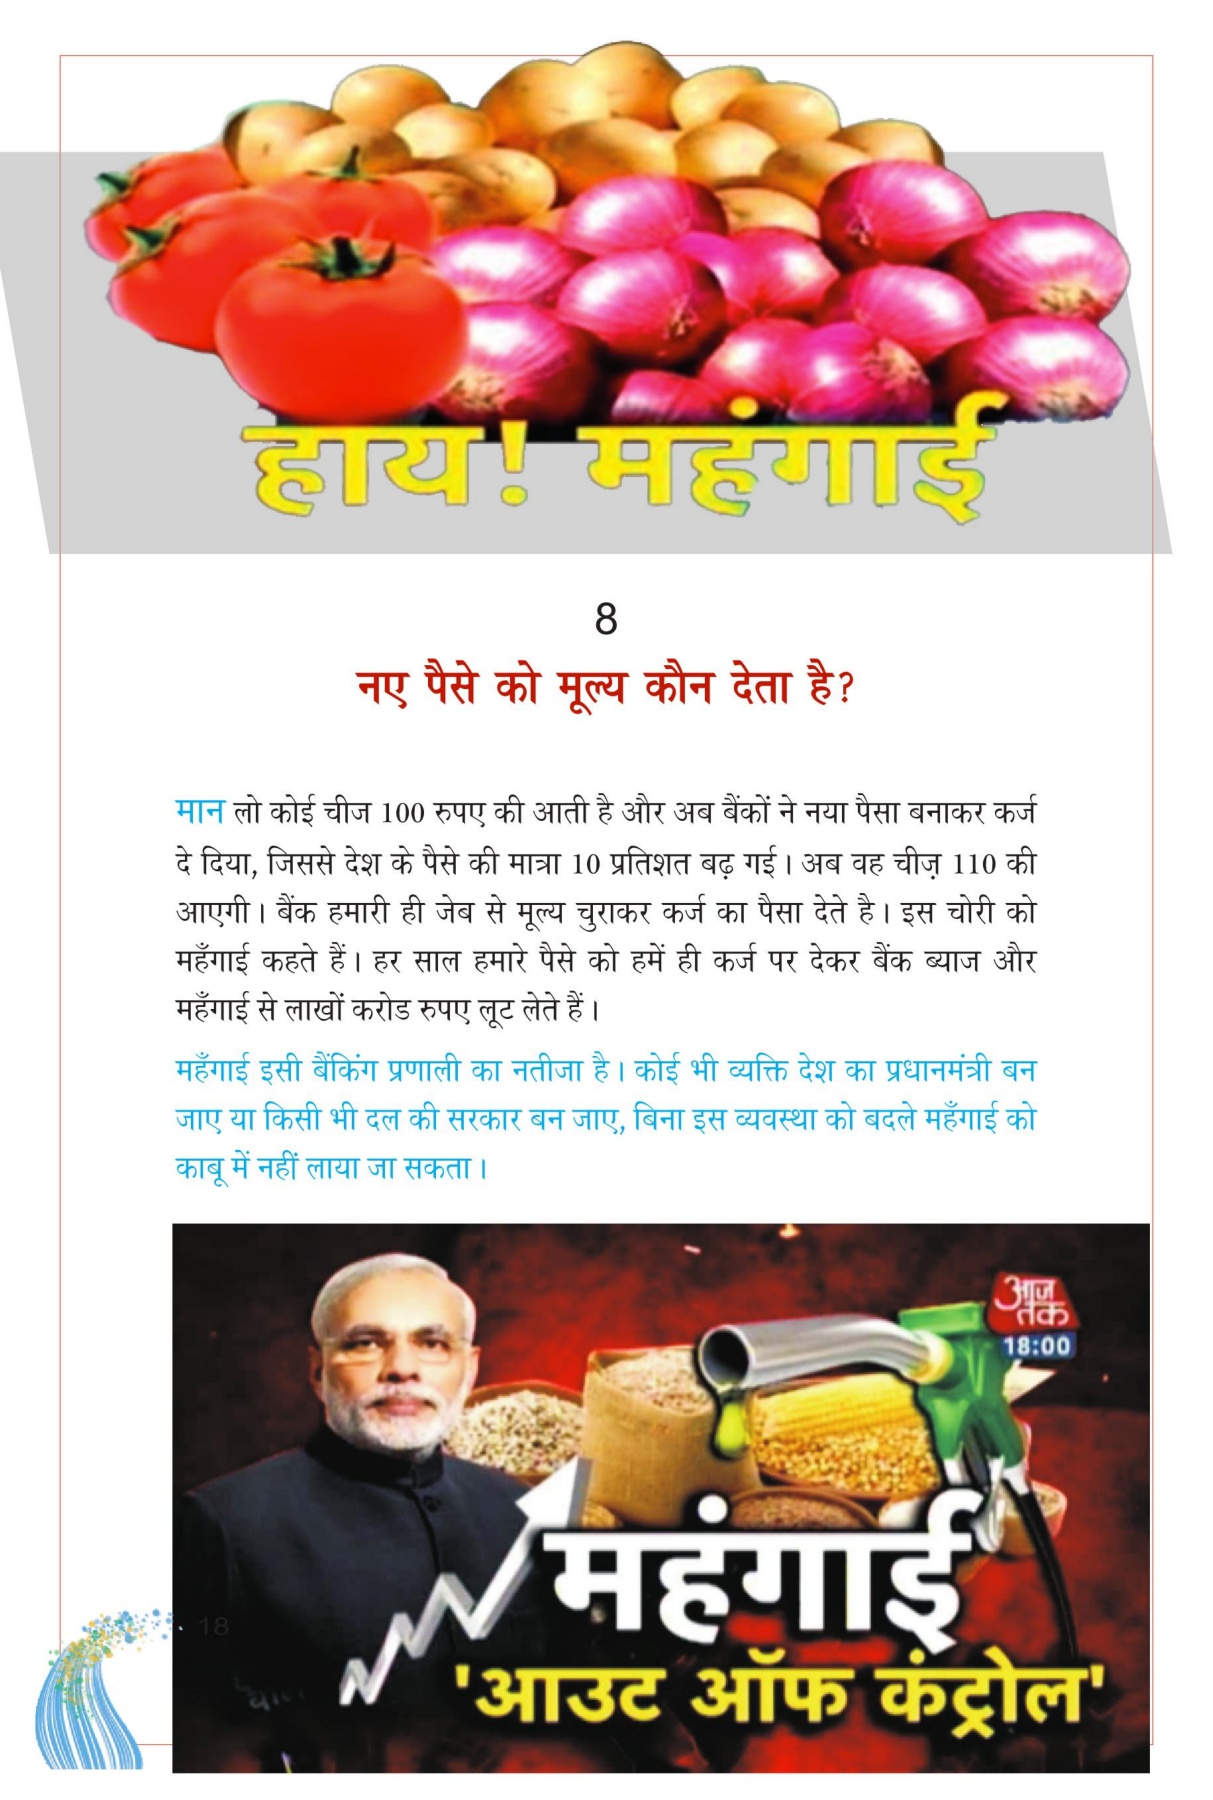 हाय! महंगाई
8
नए पैसे को मूल्य कौन देता है?
मान लो कोई चीज 100 रुपए की आती है और अब बैंकों ने नया पैसा बनाकर कर्ज
दे दिया, जिससे देश के पैसे की मात्रा 10 प्रतिशत बढ़ गई। अब वह चीज़ 110 की
आएगी। बैंक हमारी ही जेब से मूल्य चुराकर कर्ज का पैसा देते है। इस चोरी को
महँगाई कहते हैं। हर साल हमारे पैसे को हमें ही कर्ज पर देकर बैंक ब्याज और
महँगाई से लाखों करोड रुपए लूट लेते हैं।
महँगाई इसी बैंकिंग प्रणाली का नतीजा है। कोई भी व्यक्ति देश का प्रधानमंत्री बन
जाए या किसी भी दल की सरकार बन जाए, बिना इस व्यवस्था को बदले महँगाई को
काबू में नहीं लाया जा सकता।
आज
तक
18:00
महंगाई
'आउट ऑफ कंट्रोल'
18